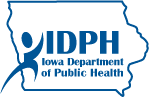 IDPH
Iowa Department
of Public Health